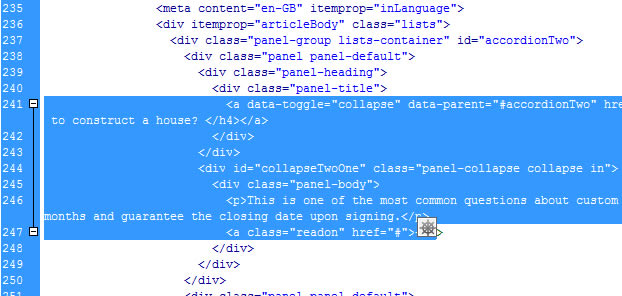 235 <meta content="en-GB" itemprop="inLanguage">
236 <div itemprop="articleBody" class="lists">
237 <div class="panel-group lists-container" id="accordionTwo">
238 <div class="panel panel-default">
239 <div class="panel-heading">
240 <div class="panel-title">
241 <a data-toggle="collapse" data-parent="#accordionTwo" hre
to construct a house? </h4></a>
242 </div>
243 </div>
244 <div id="collapseTwoOne" class="panel-collapse collapse in">
245 <div class="panel-body">
246 <p>This is one of the most common questions about custom
months and guarantee the closing date upon signing.</p>
247 <a class="readon" href="#">
248 </div>
249 </div>
250 </div>
251 <div class="panel panel-default">